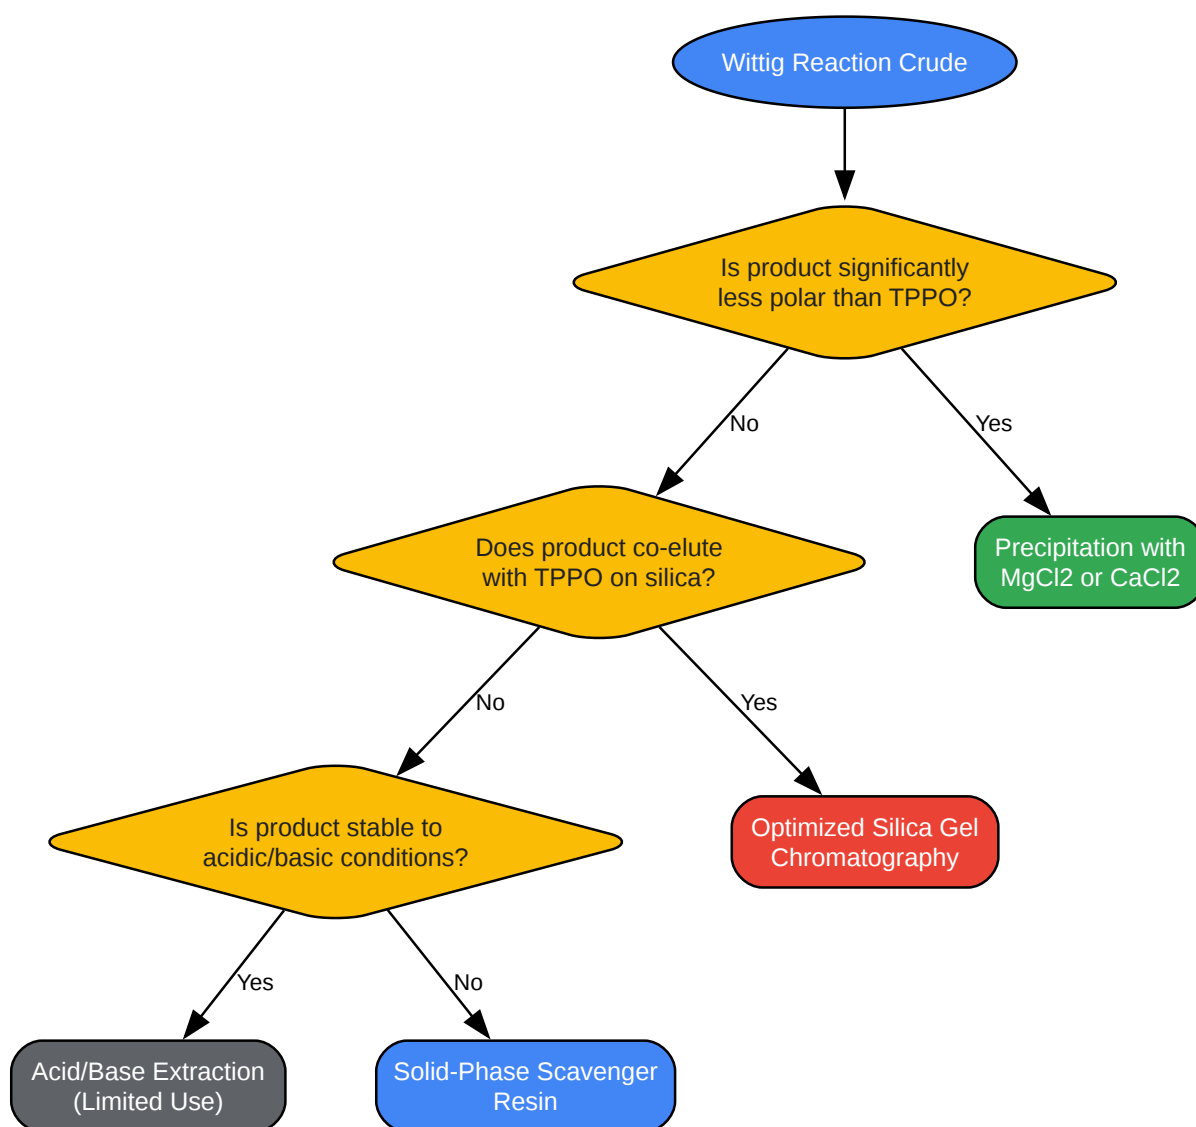 Wittig Reaction Crude
Is product significantly
less polar than TPPO?
No
Yes
Does product co-elute
with TPPO on silica?
Precipitation with
MgCl2 or CaCl2
No
Yes
Is product stable to
acidic/basic conditions?
Optimized Silica Gel
Chromatography
Yes
No
Acid/Base Extraction
(Limited Use)
Solid-Phase Scavenger
Resin